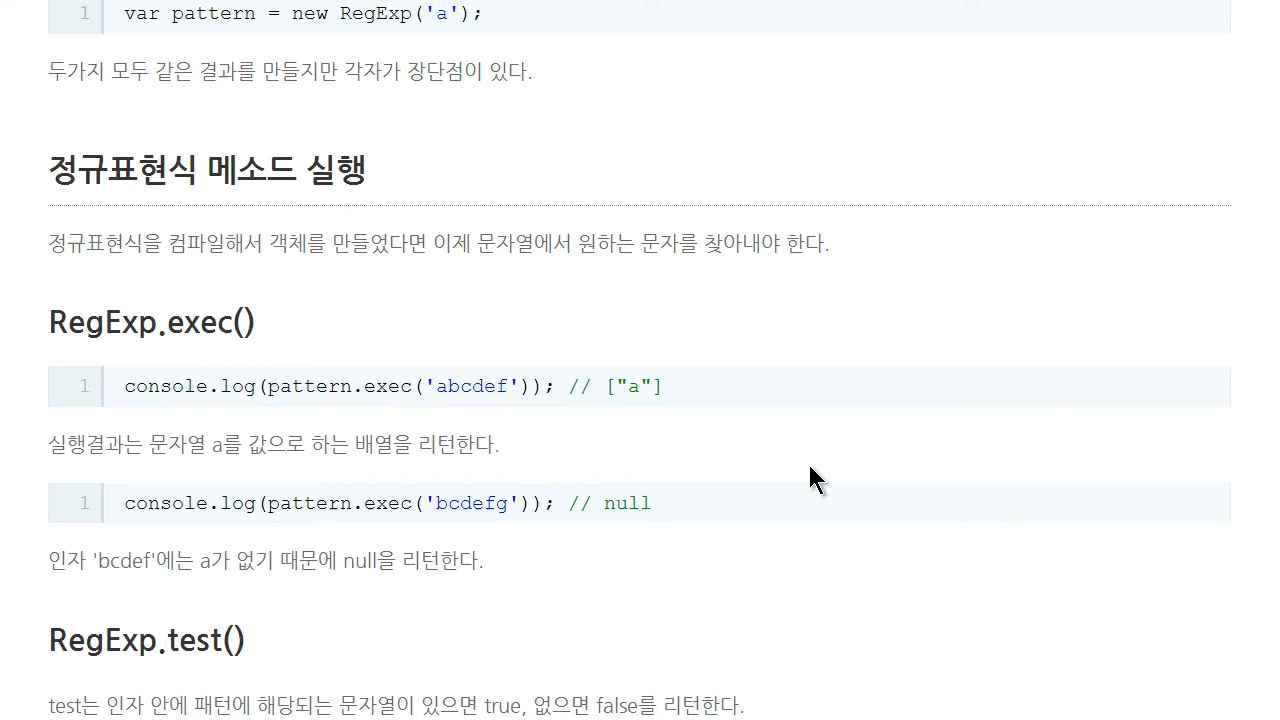 1 var pattern = new RegExp('a');
두가지 모두 같은 결과를 만들지만 각자가 장단점이 있다.
정규표현식 메소드 실행
정규표현식을 컴파일해서 객체를 만들었다면 이제 문자열에서 원하는 문자를 찾아내야 한다.
RegExp.exec()
1 console.log(pattern.exec('abcdef')); // ["a"]
실행결과는 문자열 a를 값으로 하는 배열을 리턴한다.
1 console.log(pattern.exec('bcdefg')); // null
인자 'bcdef'에는 a가 없기 때문에 null을 리턴한다.
RegExp.test()
test는 인자 안에 패턴에 해당되는 문자열이 있으면 true, 없으면 false를 리턴한다.